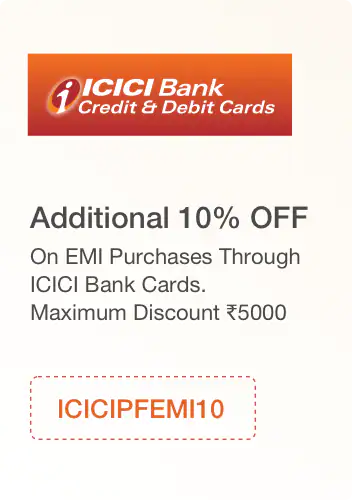 ICICI Bank
Credit & Debit Cards
Additional 10% OFF
On EMI Purchases Through
ICICI Bank Cards.
Maximum Discount ₹5000
ICICIPFEMI10